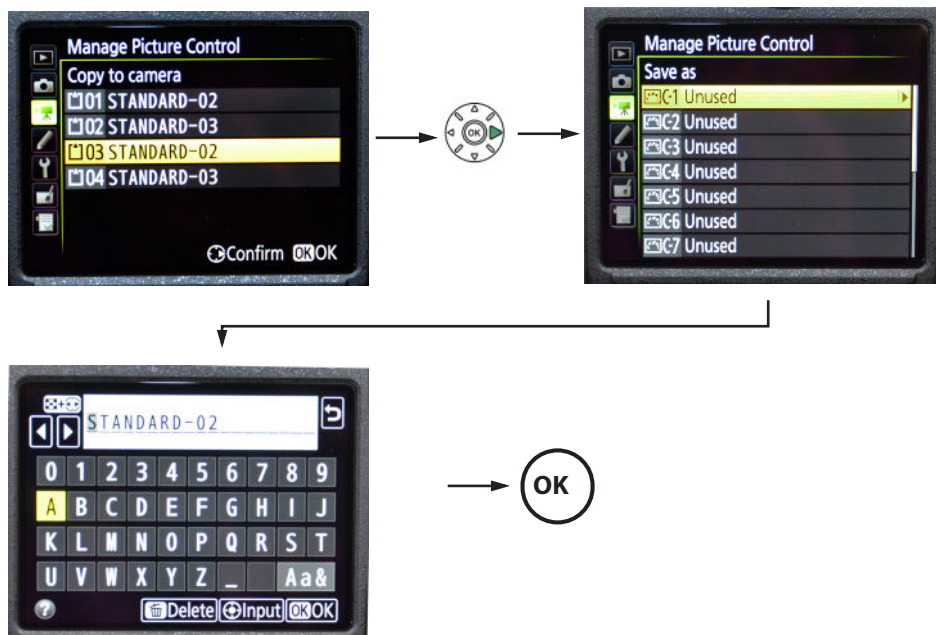 Manage Picture Control
Copy to camera
01 STANDARD-02
02 STANDARD-03
03 STANDARD-02
04 STANDARD-03
Confirm OK OK
OK
Manage Picture Control
Save as
C-1 Unused
C-2 Unused
C-3 Unused
C-4 Unused
C-5 Unused
C-6 Unused
C-7 Unused
STANDARD-02
0 1 2 3 4 5 6 7 8 9
A B C D E F G H I J
K L M N O P Q R S T
U V W X Y Z _ Aa&
? Delete Input OK OK
OK